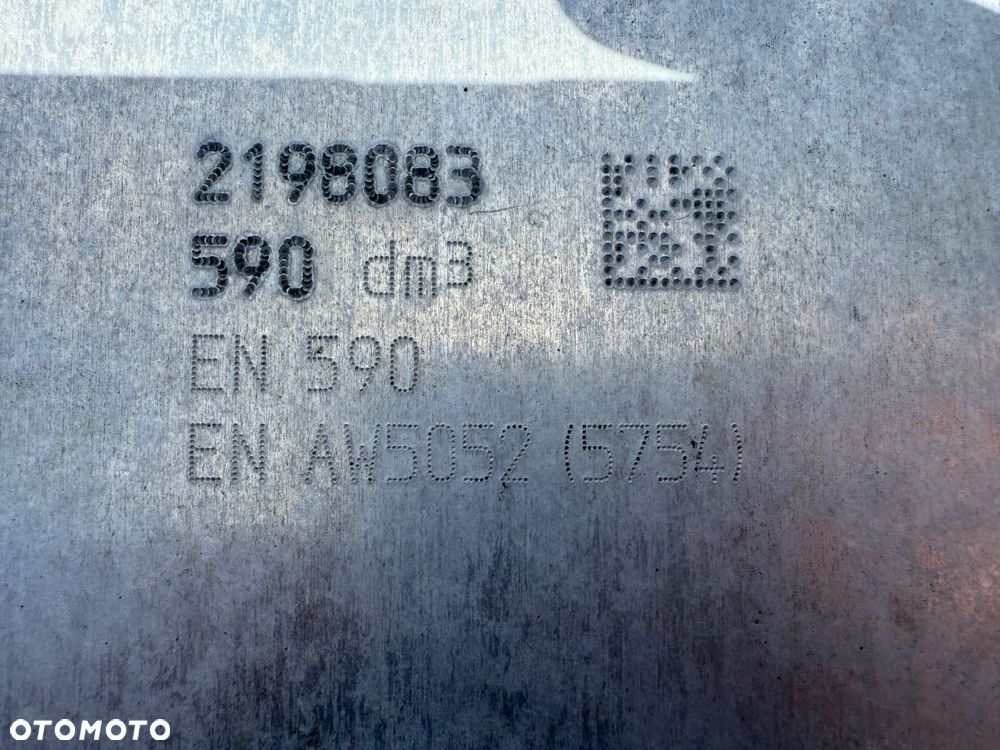 2198083
590 dm³
EN 590
EN AW5052 (5754)
OTOMOTO